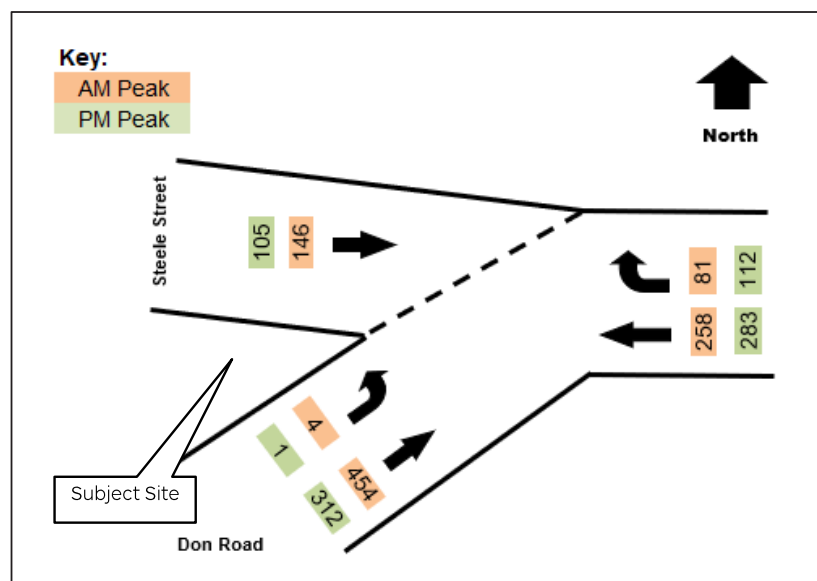 Key:
AM Peak
PM Peak
North
Steele Street
105
146
81
112
258
283
4
1
454
312
Subject Site
Don Road